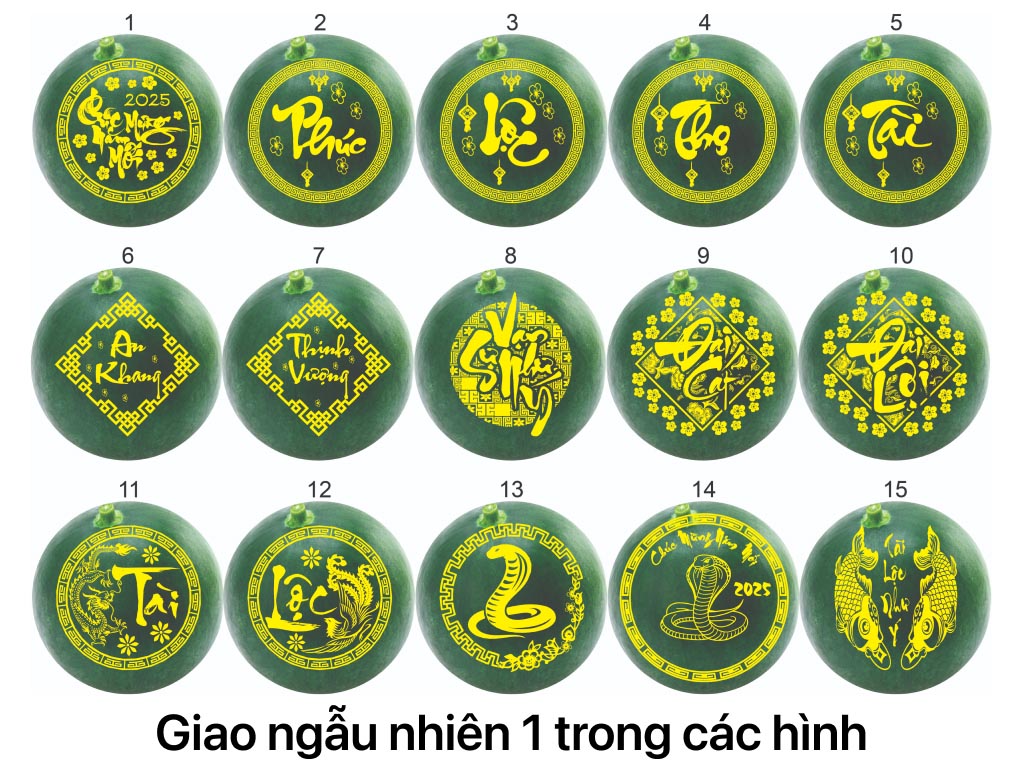 1
2
3
4
5
2025
Chúc Mừng
Năm
Mới
Phúc
Lộc
Thọ
Tài
6
7
8
9
10
An
Khang
Thịnh
Vượng
Vạn
Sự Như
Ý
Đại
Cát
Đại
Lợi
11
12
13
14
15
Tài
Lộc
Chúc Mừng Năm Mới
2025
Tài
Lộc
Như
Ý
Giao ngẫu nhiên 1 trong các hình